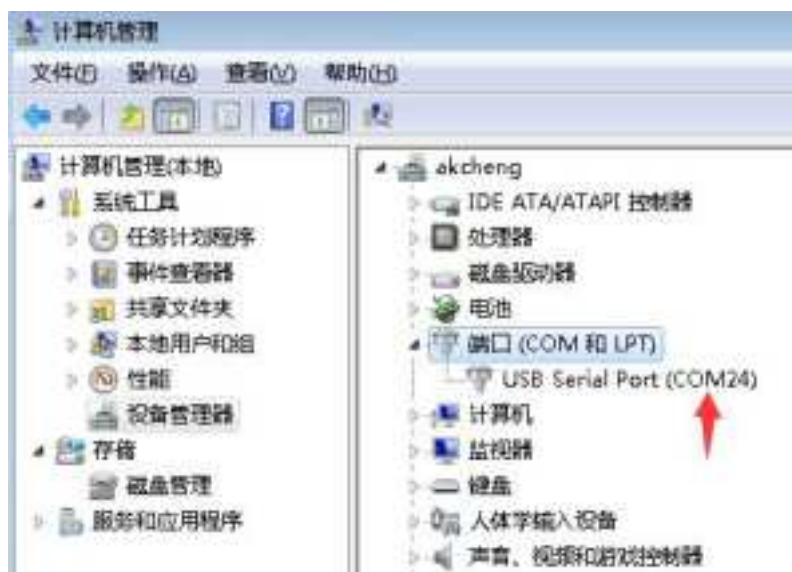 计算机管理
文件(F) 操作(A) 查看(V) 帮助(H)
计算机管理(本地)
系统工具
任务计划程序
事件查看器
共享文件夹
本地用户和组
性能
设备管理器
存储
磁盘管理
服务和应用程序
akcheng
IDE ATA/ATAPI 控制器
处理器
磁盘驱动器
电池
端口 (COM 和 LPT)
USB Serial Port (COM24)
计算机
监视器
键盘
人体学输入设备
声音、视频和游戏控制器